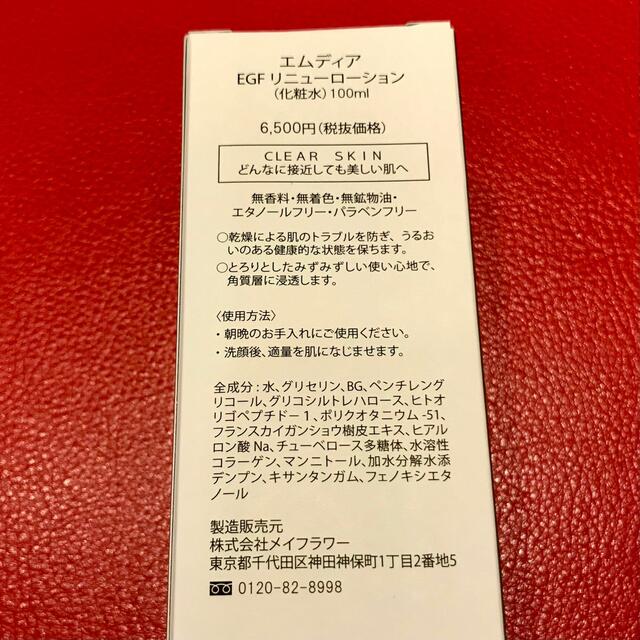 エムディア
EGF リニューローション
（化粧水）100ml
6,500円（税抜価格）
CLEAR SKIN
どんなに接近しても美しい肌へ
無香料・無着色・無鉱物油・
エタノールフリー・パラベンフリー
○乾燥による肌のトラブルを防ぎ、うるお
いのある健康的な状態を保ちます。
○とろりとしたみずみずしい使い心地で、
角質層に浸透します。
〈使用方法〉
・朝晩のお手入れにご使用ください。
・洗顔後、適量を肌になじませます。
全成分：水、グリセリン、BG、ペンチレング
リコール、グリコシルトレハロース、ヒトオ
リゴペプチド－1、ポリクオタニウム -51、
フランスカイガンショウ樹皮エキス、ヒアル
ロン酸 Na、チューベロース多糖体、水溶性
コラーゲン、マンニトール、加水分解水添
デンプン、キサンタンガム、フェノキシエタ
ノール
製造販売元
株式会社メイフラワー
東京都千代田区神田神保町1丁目2番地5
0120-82-8998